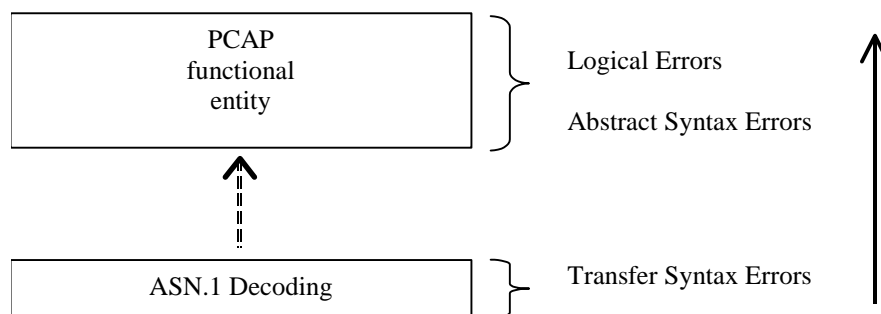 PCAP
functional
entity
Logical Errors
Abstract Syntax Errors
ASN.1 Decoding
Transfer Syntax Errors